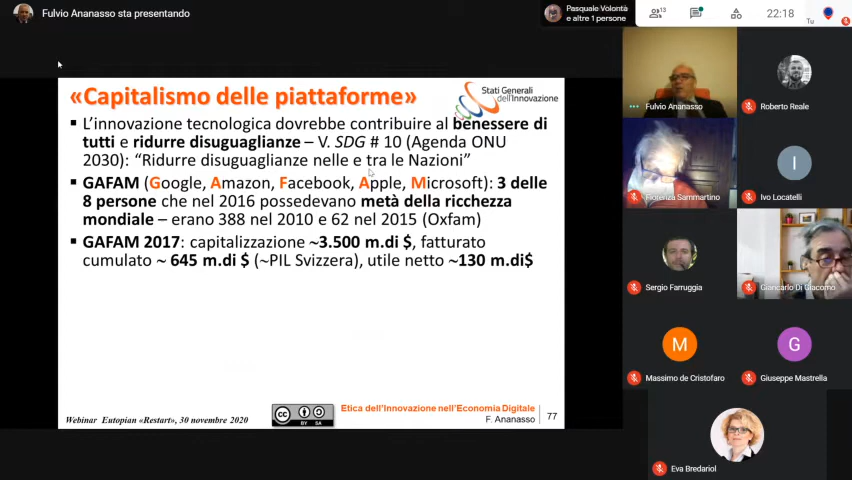 Fulvio Ananasso sta presentando
Pasquale Volontà
e altre 1 persone
13
22:18
Tu
«Capitalismo delle piattaforme»
Stati Generali
dell'Innovazione
L'innovazione tecnologica dovrebbe contribuire al benessere di
tutti e ridurre disuguaglianze – V. SDG # 10 (Agenda ONU
2030): "Ridurre disuguaglianze nelle e tra le Nazioni"
GAFAM (Google, Amazon, Facebook, Apple, Microsoft): 3 delle
8 persone che nel 2016 possedevano metà della ricchezza
mondiale – erano 388 nel 2010 e 62 nel 2015 (Oxfam)
GAFAM 2017: capitalizzazione ~3.500 m.di $, fatturato
cumulato ~ 645 m.di $ (~PIL Svizzera), utile netto ~130 m.di$
Webinar Eutopian «Restart», 30 novembre 2020
cc
BY SA
Etica dell'Innovazione nell'Economia Digitale
F. Ananasso
77
Fulvio Ananasso
Roberto Reale
Fiorenza Sammartino
I
Ivo Locatelli
Sergio Farruggia
Giancarlo Di Giacomo
M
Massimo de Cristofaro
G
Giuseppe Mastrella
Eva Bredariol